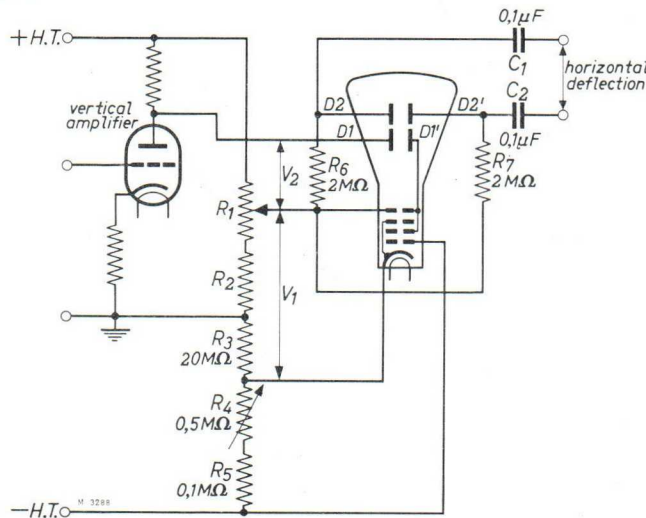 0,1µF
+H.T.
C1
horizontal
deflection
vertical
amplifier
D2
D2'
C2
D1
D1'
0,1µF
V2
R6
2MΩ
R7
2MΩ
R1
R2
V1
R3
20MΩ
R4
0,5MΩ
R5
0,1MΩ
M 3288
−H.T.